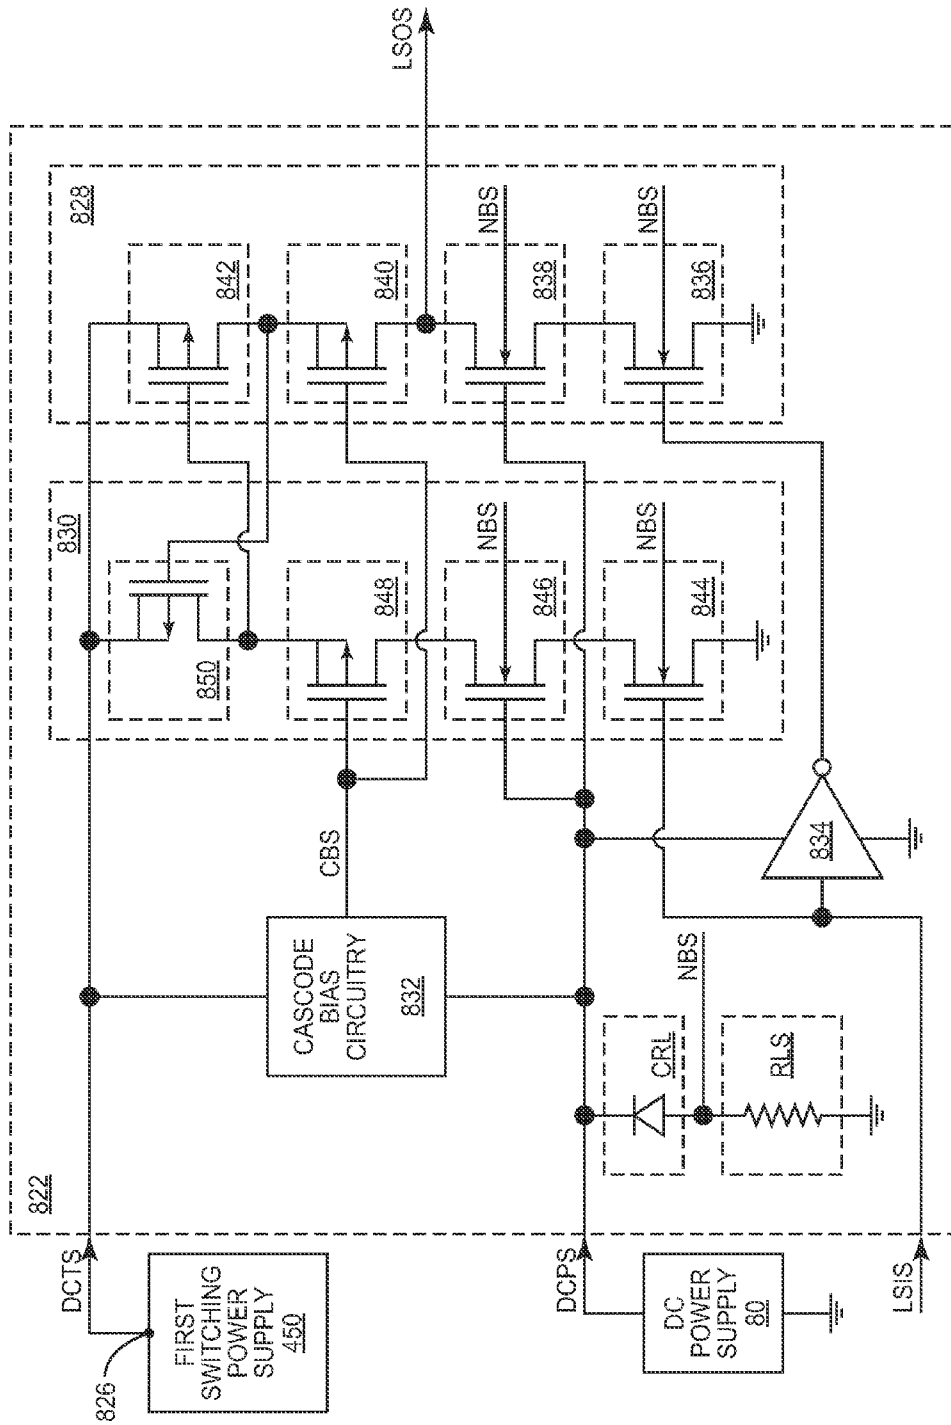 826
FIRST
SWITCHING
POWER
SUPPLY
450
DCTS
DC
POWER
SUPPLY
80
DCPS
LSIS
822
CASCODE
BIAS
CIRCUITRY
832
CBS
CRL
NBS
RLS
834
830
850
848
NBS
846
NBS
844
828
842
840
NBS
838
NBS
836
LSOS